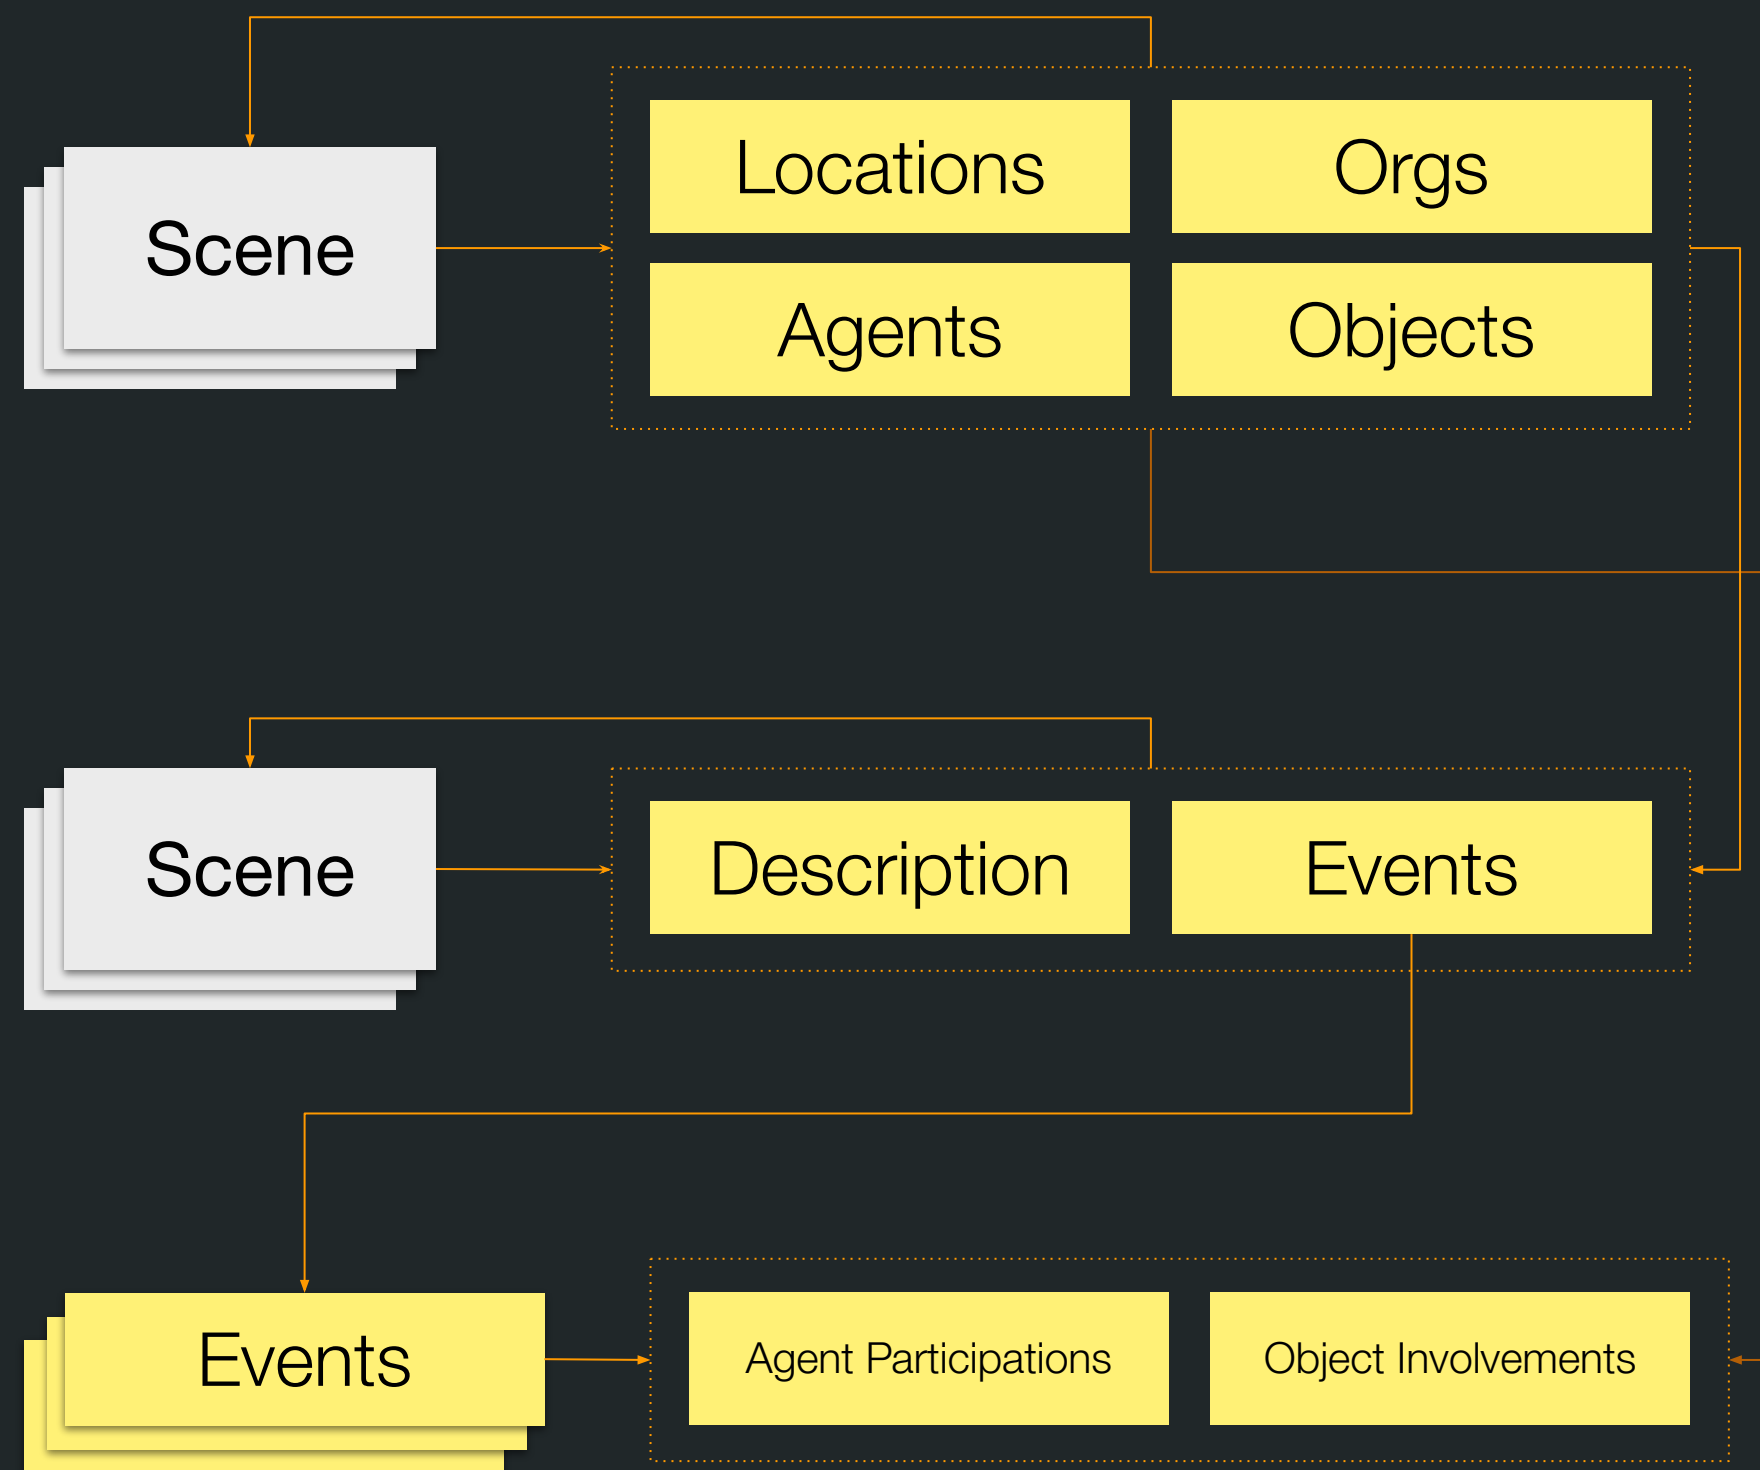 Scene
Locations
Orgs
Agents
Objects
Scene
Description
Events
Events
Agent Participations
Object Involvements